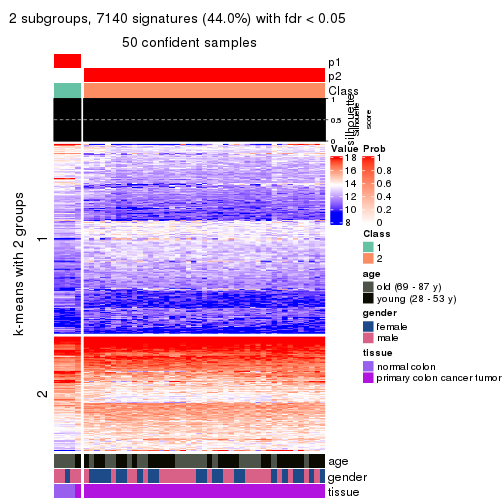 2 subgroups, 7140 signatures (44.0%) with fdr < 0.05
50 confident samples
p1
p2
Class
1
0.5
0
silhouette
Silhouette
score
k-means with 2 groups
1
2
Value
18
16
14
12
10
8
Prob
1
0.8
0.6
0.4
0.2
0
Class
1
2
age
old (69 - 87 y)
young (28 - 53 y)
gender
female
male
tissue
normal colon
primary colon cancer tumor
age
gender
tissue